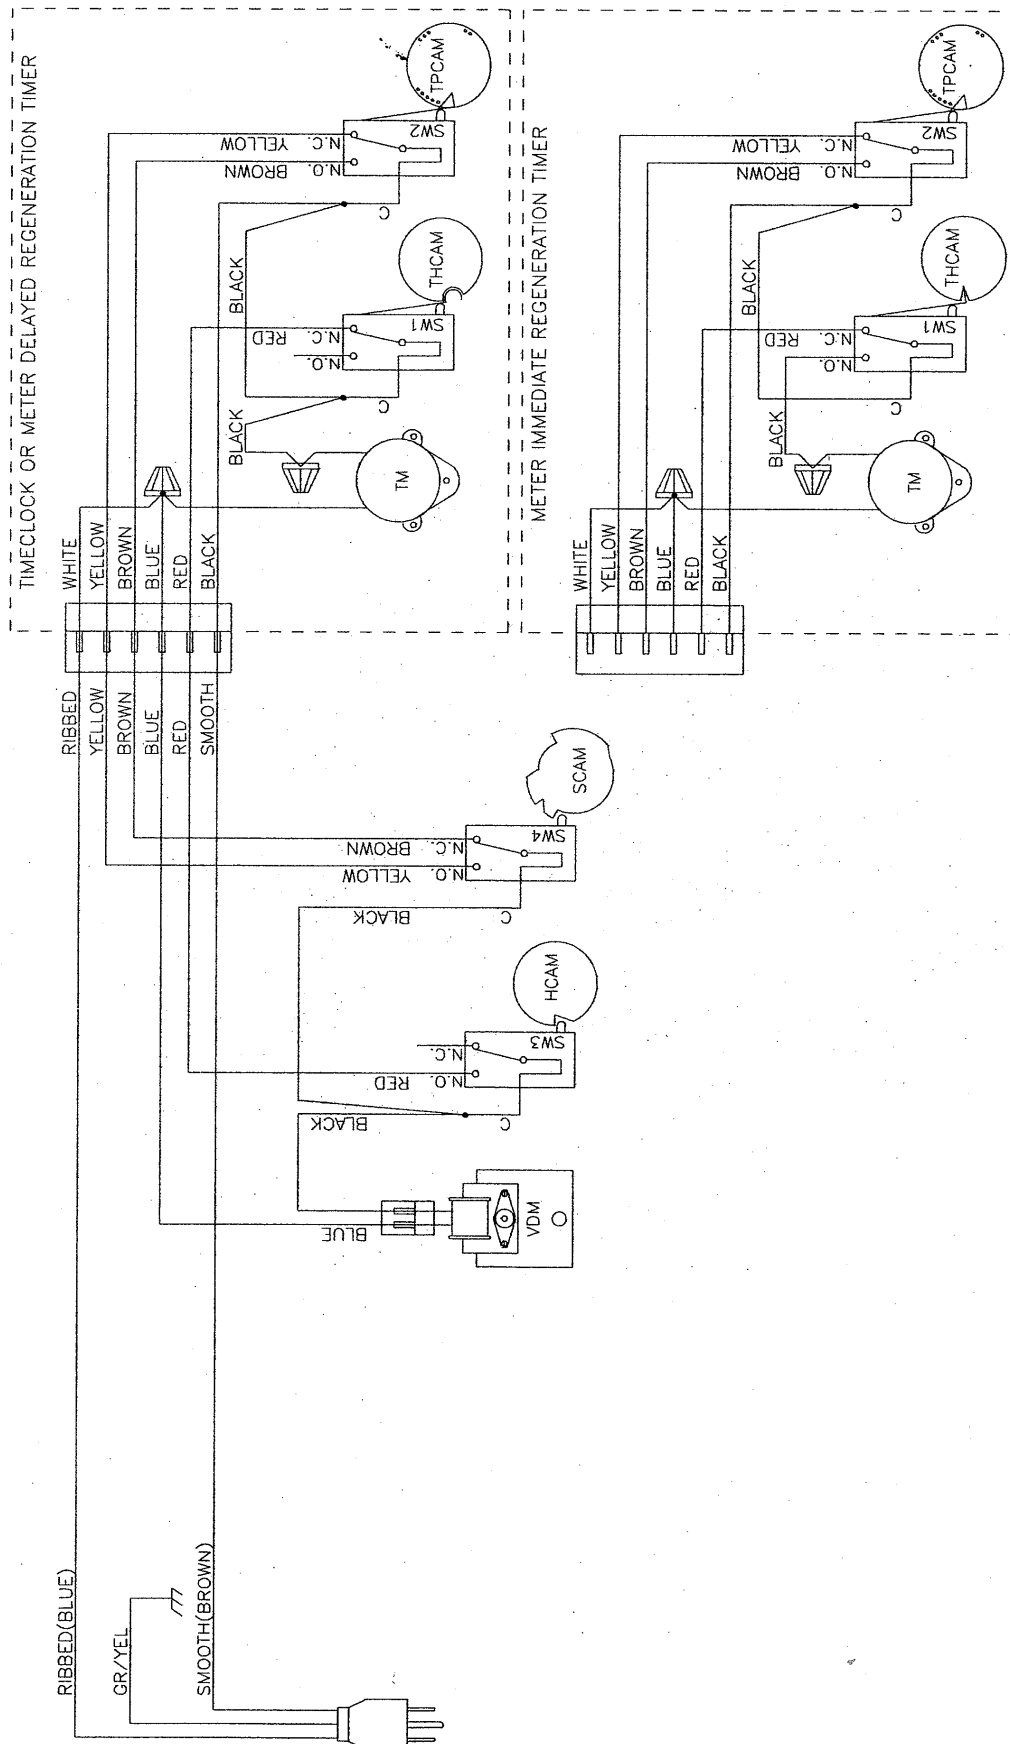 TIMECLOCK OR METER DELAYED REGENERATION TIMER
WHITE
YELLOW
BROWN
BLUE
RED
BLACK
BLACK
BLACK
TM
C
N.O.
N.C.
RED
SW1
THCAM
C
BROWN
YELLOW
N.O.
N.C.
SW2
TPCAM
METER IMMEDIATE REGENERATION TIMER
WHITE
YELLOW
BROWN
BLUE
RED
BLACK
BLACK
BLACK
TM
C
N.O.
N.C.
RED
SW1
THCAM
C
BROWN
YELLOW
N.O.
N.C.
SW2
TPCAM
RIBBED
YELLOW
BROWN
BLUE
RED
SMOOTH
BROWN
YELLOW
N.C.
N.O.
SW4
SCAM
BLACK
C
HCAM
N.C.
N.O.
RED
SW3
BLACK
C
BLUE
VDM
RIBBED(BLUE)
GR/YEL
SMOOTH(BROWN)